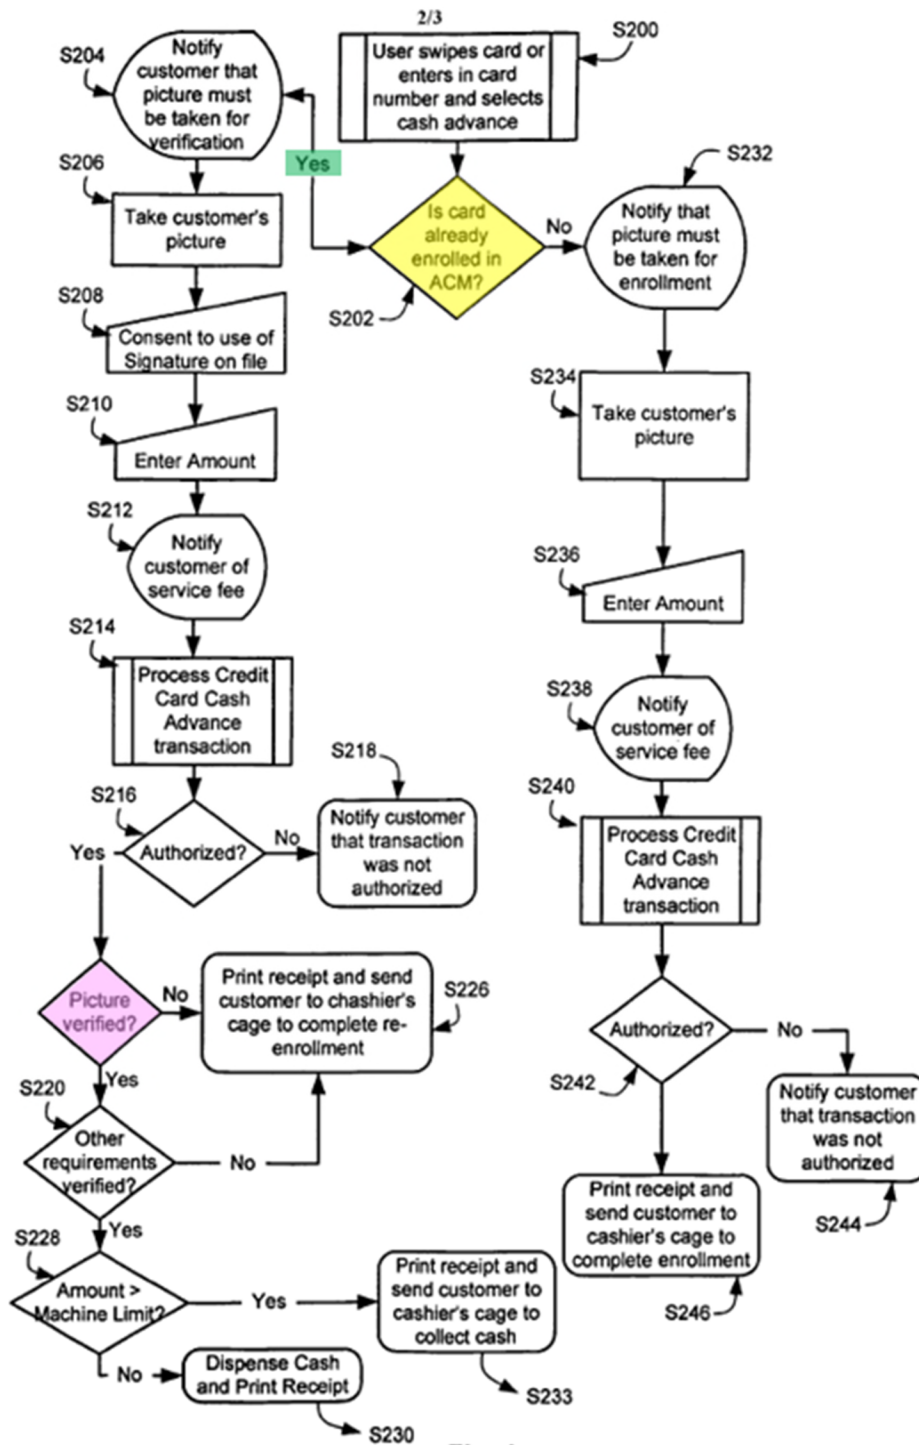 2/3
S200
User swipes card or
enters in card
number and selects
cash advance
S204
Notify
customer that
picture must
be taken for
verification
Yes
Is card
already
enrolled in
ACM?
S202
No
S232
Notify that
picture must
be taken for
enrollment
S206
Take customer's
picture
S208
Consent to use of
Signature on file
S210
Enter Amount
S212
Notify
customer of
service fee
S214
Process Credit
Card Cash
Advance
transaction
S216
Authorized?
Yes
No
S218
Notify customer
that transaction
was not
authorized
Picture
verified?
No
Print receipt and send
customer to chashier's
cage to complete re-
enrollment
S226
Yes
S220
Other
requirements
verified?
No
Yes
S228
Amount >
Machine Limit?
Yes
Print receipt and
send customer to
cashier's cage to
collect cash
S233
No
Dispense Cash
and Print Receipt
S230
S234
Take customer's
picture
S236
Enter Amount
S238
Notify
customer of
service fee
S240
Process Credit
Card Cash
Advance
transaction
Authorized?
S242
No
Notify customer
that transaction
was not
authorized
S244
Print receipt and
send customer to
cashier's cage to
complete enrollment
S246